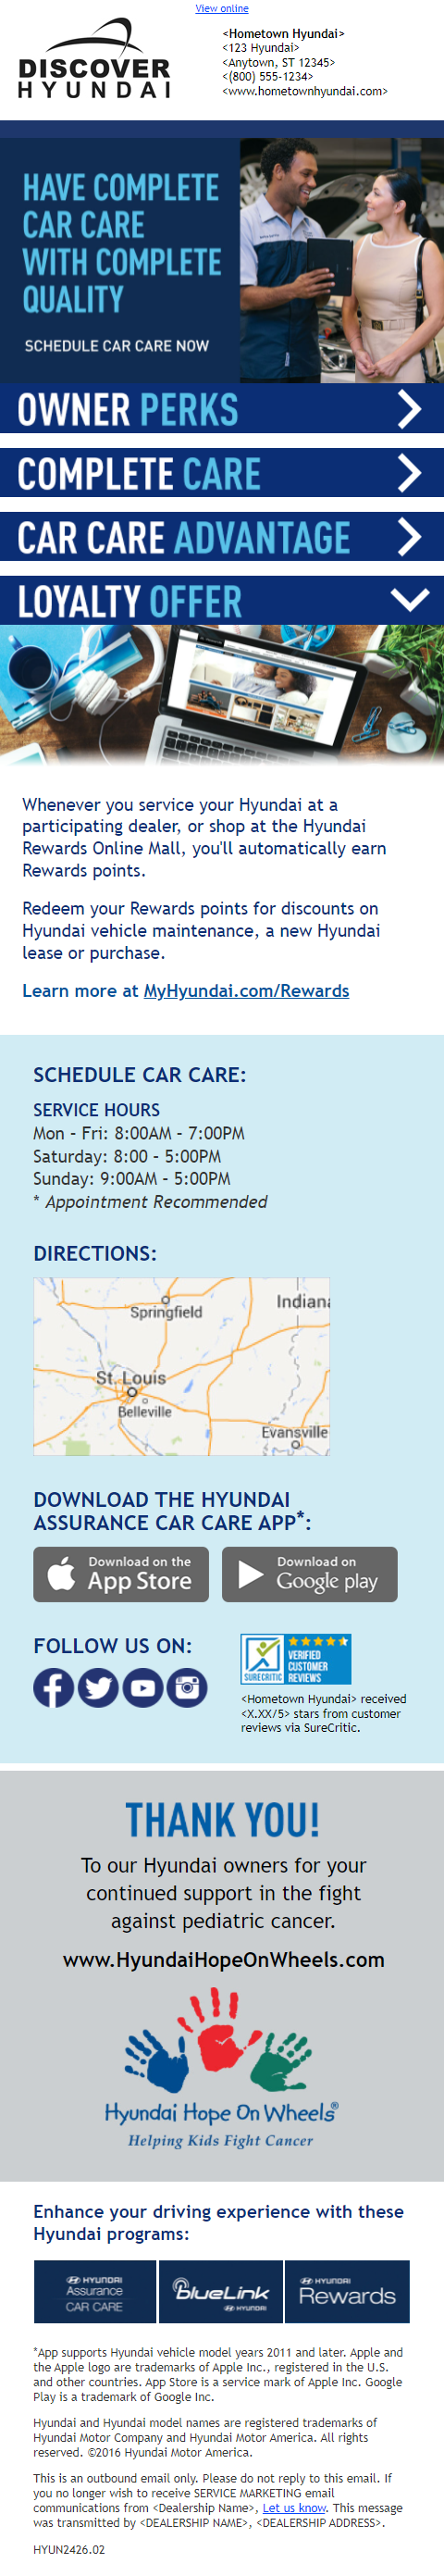 View online
DISCOVER
HYUNDAI
<Hometown Hyundai>
<123 Hyundai>
<Anytown, ST 12345>
<(800) 555-1234>
<www.hometownhyundai.com>
HAVE COMPLETE
CAR CARE
WITH COMPLETE
QUALITY
SCHEDULE CAR CARE NOW
OWNER PERKS
COMPLETE CARE
CAR CARE ADVANTAGE
LOYALTY OFFER
Whenever you service your Hyundai at a
participating dealer, or shop at the Hyundai
Rewards Online Mall, you'll automatically earn
Rewards points.
Redeem your Rewards points for discounts on
Hyundai vehicle maintenance, a new Hyundai
lease or purchase.
Learn more at MyHyundai.com/Rewards
SCHEDULE CAR CARE:
SERVICE HOURS
Mon - Fri: 8:00AM - 7:00PM
Saturday: 8:00 - 5:00PM
Sunday: 9:00AM - 5:00PM
* Appointment Recommended
DIRECTIONS:
Springfield
Indiana
St. Louis
Belleville
Evansville
DOWNLOAD THE HYUNDAI
ASSURANCE CAR CARE APP*:
Download on the
App Store
Download on
Google play
FOLLOW US ON:
SURECRITIC
VERIFIED
CUSTOMER
REVIEWS
<Hometown Hyundai> received
<X.XX/5> stars from customer
reviews via SureCritic.
THANK YOU!
To our Hyundai owners for your
continued support in the fight
against pediatric cancer.
www.HyundaiHopeOnWheels.com
Hyundai Hope On Wheels®
Helping Kids Fight Cancer
Enhance your driving experience with these
Hyundai programs:
HYUNDAI
Assurance
CAR CARE
BlueLink
HYUNDAI
HYUNDAI
Rewards
*App supports Hyundai vehicle model years 2011 and later. Apple and
the Apple logo are trademarks of Apple Inc., registered in the U.S.
and other countries. App Store is a service mark of Apple Inc. Google
Play is a trademark of Google Inc.
Hyundai and Hyundai model names are registered trademarks of
Hyundai Motor Company and Hyundai Motor America. All rights
reserved. ©2016 Hyundai Motor America.
This is an outbound email only. Please do not reply to this email. If
you no longer wish to receive SERVICE MARKETING email
communications from <Dealership Name>, Let us know. This message
was transmitted by <DEALERSHIP NAME>, <DEALERSHIP ADDRESS>.
HYUN2426.02